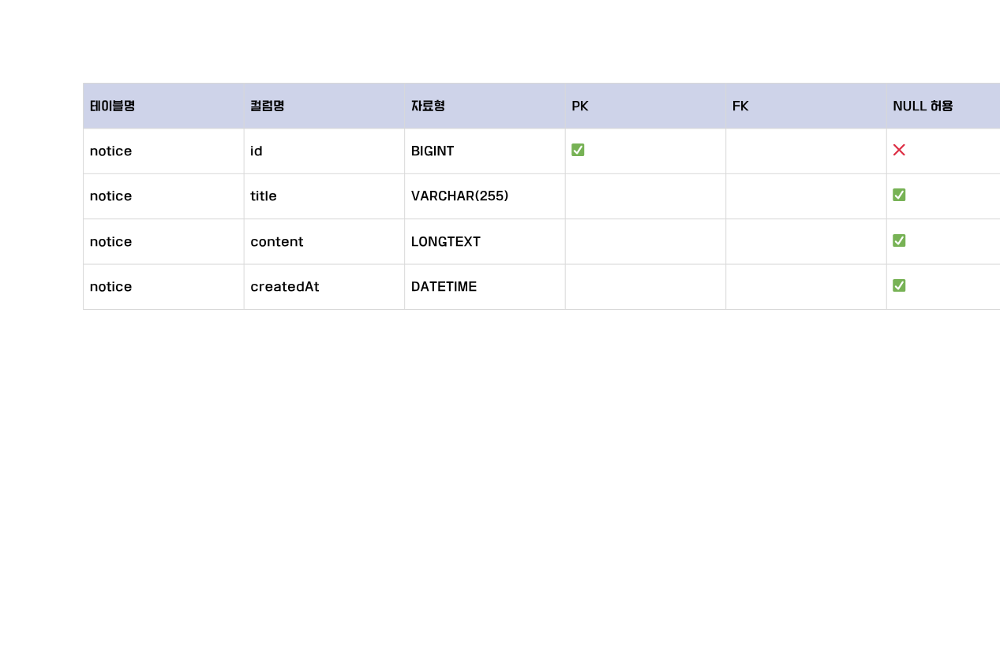 테이블명 컬럼명 자료형 PK FK NULL 허용
notice id BIGINT ✅ ❌
notice title VARCHAR(255) ✅
notice content LONGTEXT ✅
notice createdAt DATETIME ✅